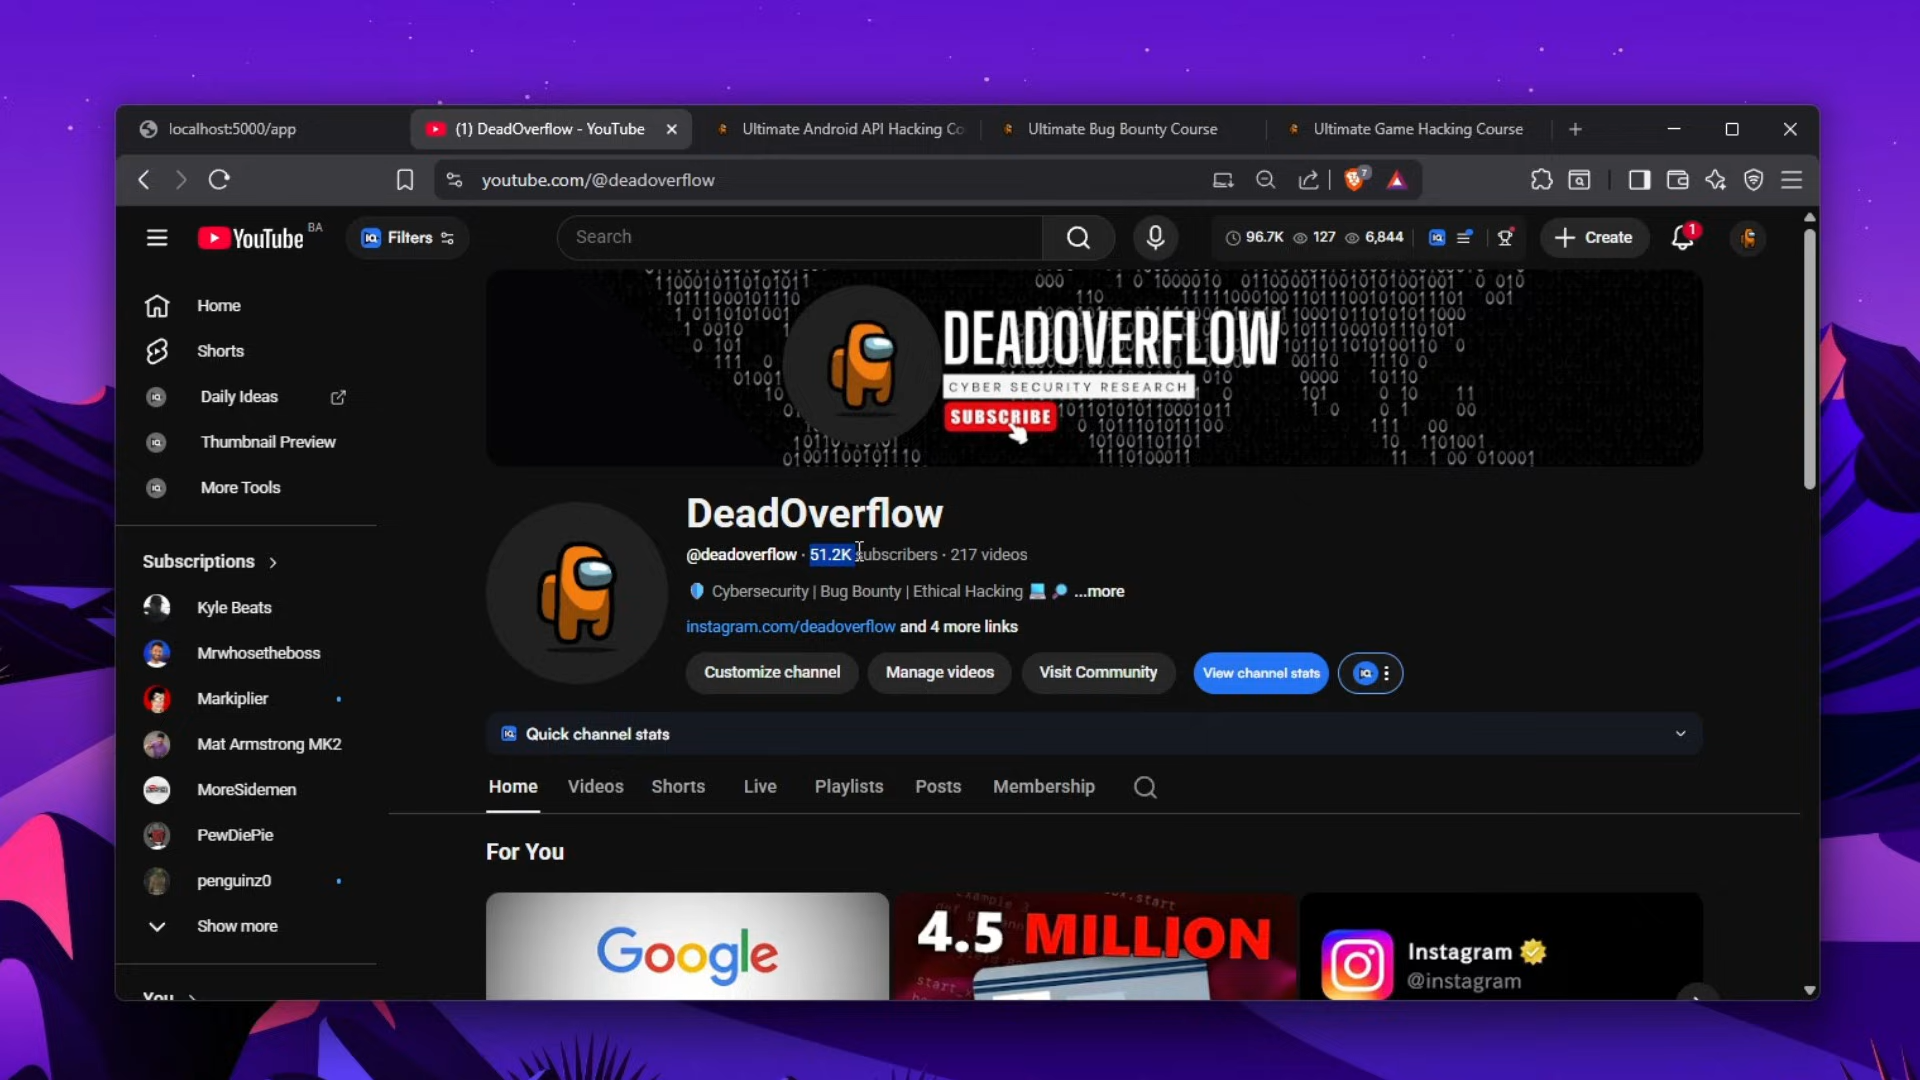 localhost:5000/app
(1) DeadOverflow - YouTube
Ultimate Android API Hacking Co
Ultimate Bug Bounty Course
Ultimate Game Hacking Course
youtube.com/@deadoverflow
7
YouTube BA
Filters
Search
96.7K 127 6,844
Create
1
Home
Shorts
Daily Ideas
Thumbnail Preview
More Tools
Subscriptions
Kyle Beats
Mrwhosetheboss
Markiplier
Mat Armstrong MK2
MoreSidemen
PewDiePie
penguinz0
Show more
You
DEADOVERFLOW
CYBER SECURITY RESEARCH
SUBSCRIBE
DeadOverflow
@deadoverflow · 51.2K subscribers · 217 videos
Cybersecurity | Bug Bounty | Ethical Hacking ...more
instagram.com/deadoverflow and 4 more links
Customize channel
Manage videos
Visit Community
View channel stats
Quick channel stats
Home
Videos
Shorts
Live
Playlists
Posts
Membership
For You
Google
4.5 MILLION
Instagram
@instagram